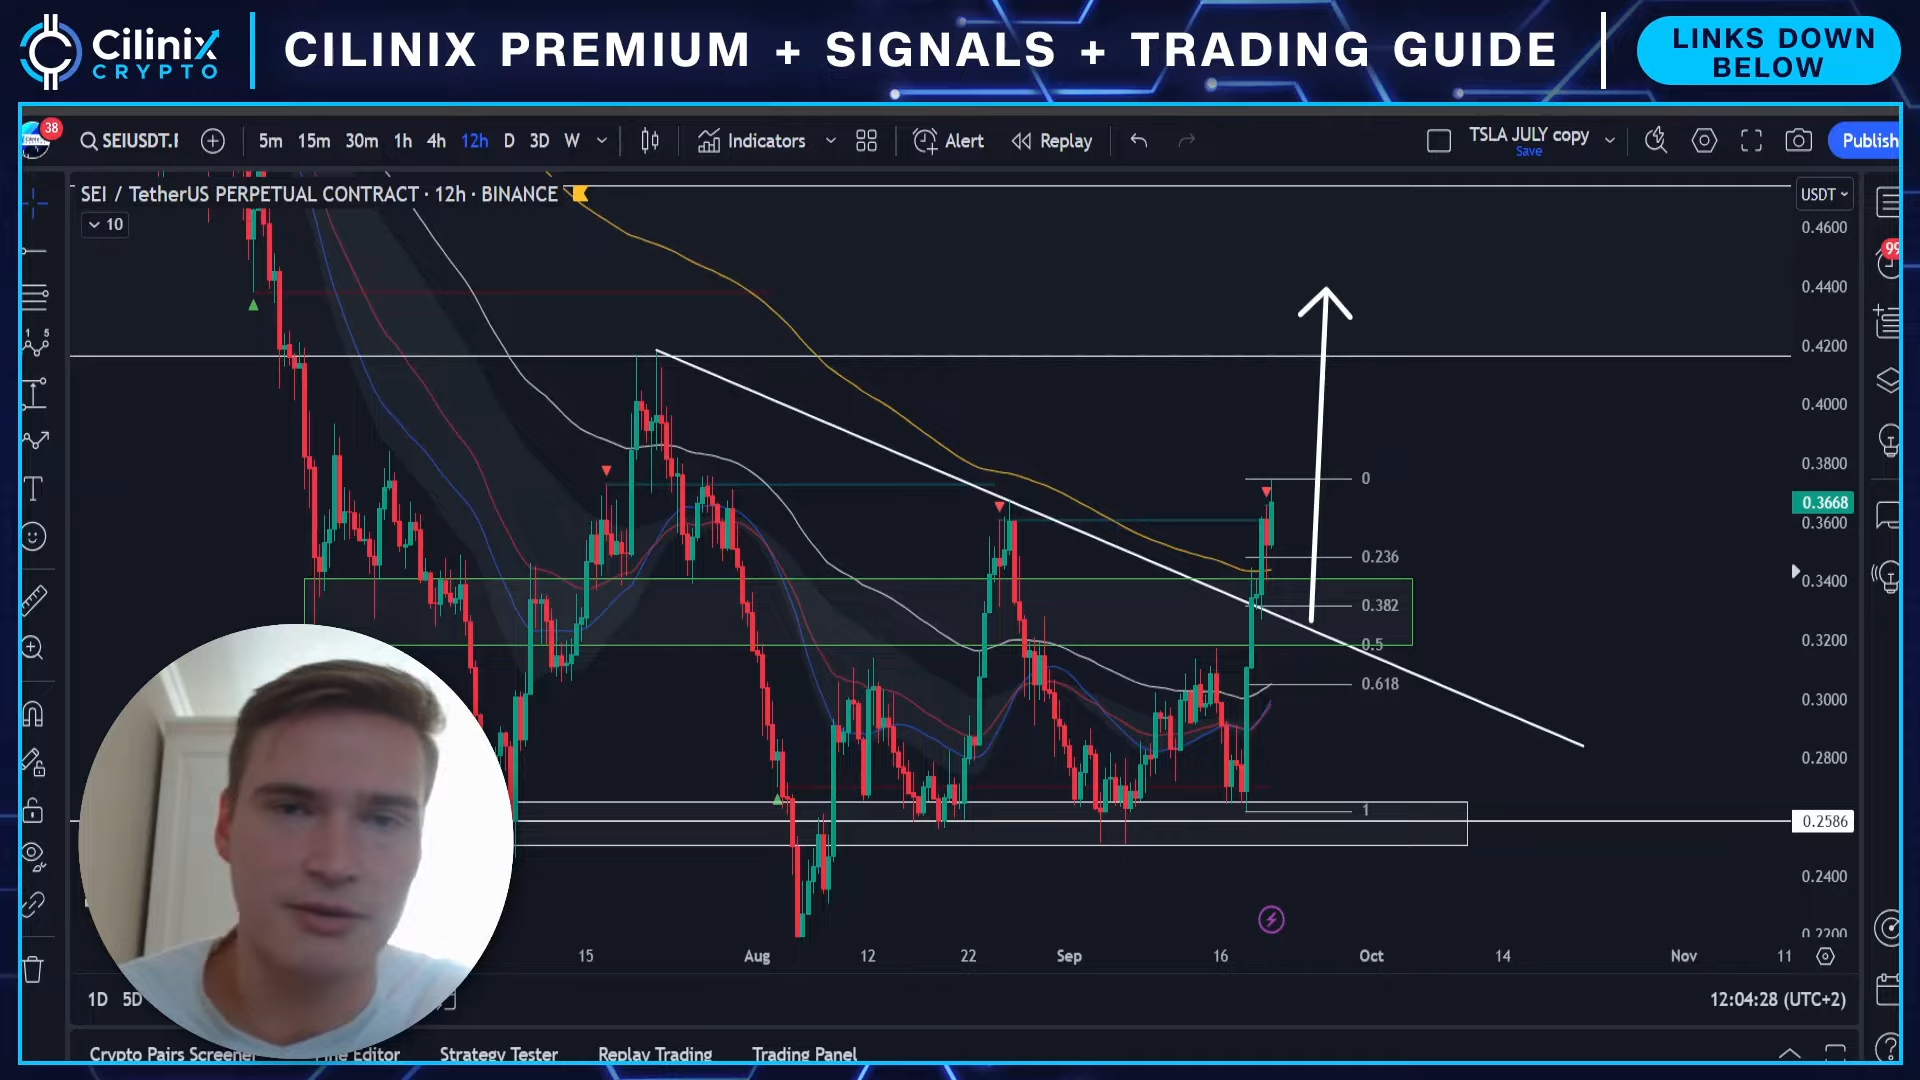 Cilinix
CRYPTO
CILINIX PREMIUM + SIGNALS + TRADING GUIDE
LINKS DOWN
BELOW
38
SEIUSDT.
5m 15m 30m 1h 4h 12h D 3D W
Indicators
Alert
Replay
TSLA JULY copy
Save
Publish
SEI / TetherUS PERPETUAL CONTRACT · 12h · BINANCE
USDT
10
99
1 5
0.4600
0.4400
0.4200
0.4000
0.3800
0.3668
0.3600
0.3400
0.3200
0.3000
0.2800
0.2586
0.2400
0.2200
0
0.236
0.382
0.5
0.618
1
15 Aug 12 22 Sep 16 Oct 14 Nov 11
1D 5D
12:04:28 (UTC+2)
Crypto Pairs Screener
Editor
Strategy Tester
Replay Trading
Trading Panel